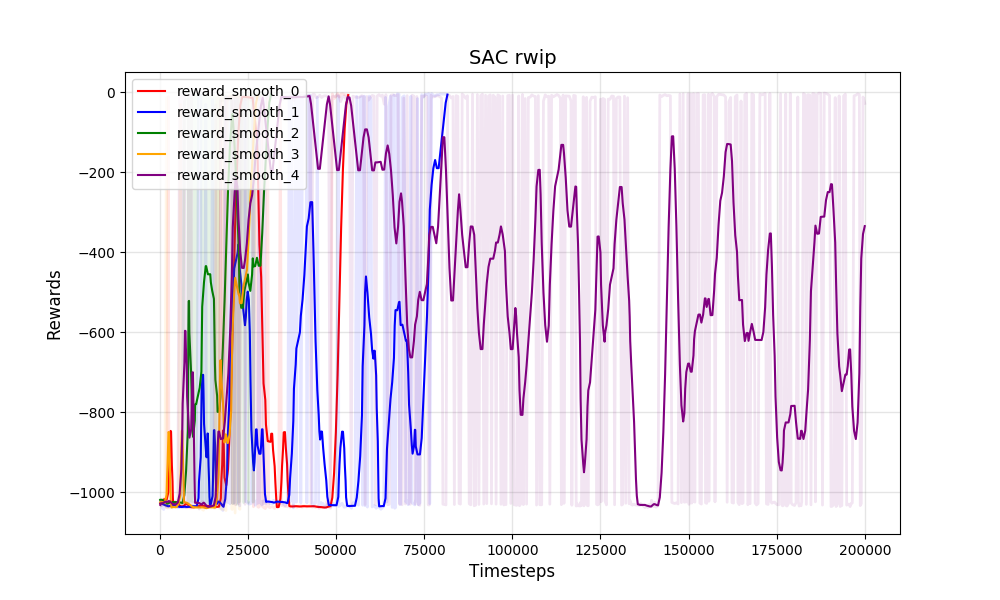 SAC rwip
reward_smooth_0
reward_smooth_1
reward_smooth_2
reward_smooth_3
reward_smooth_4
0
−200
−400
−600
−800
−1000
Rewards
0 25000 50000 75000 100000 125000 150000 175000 200000
Timesteps